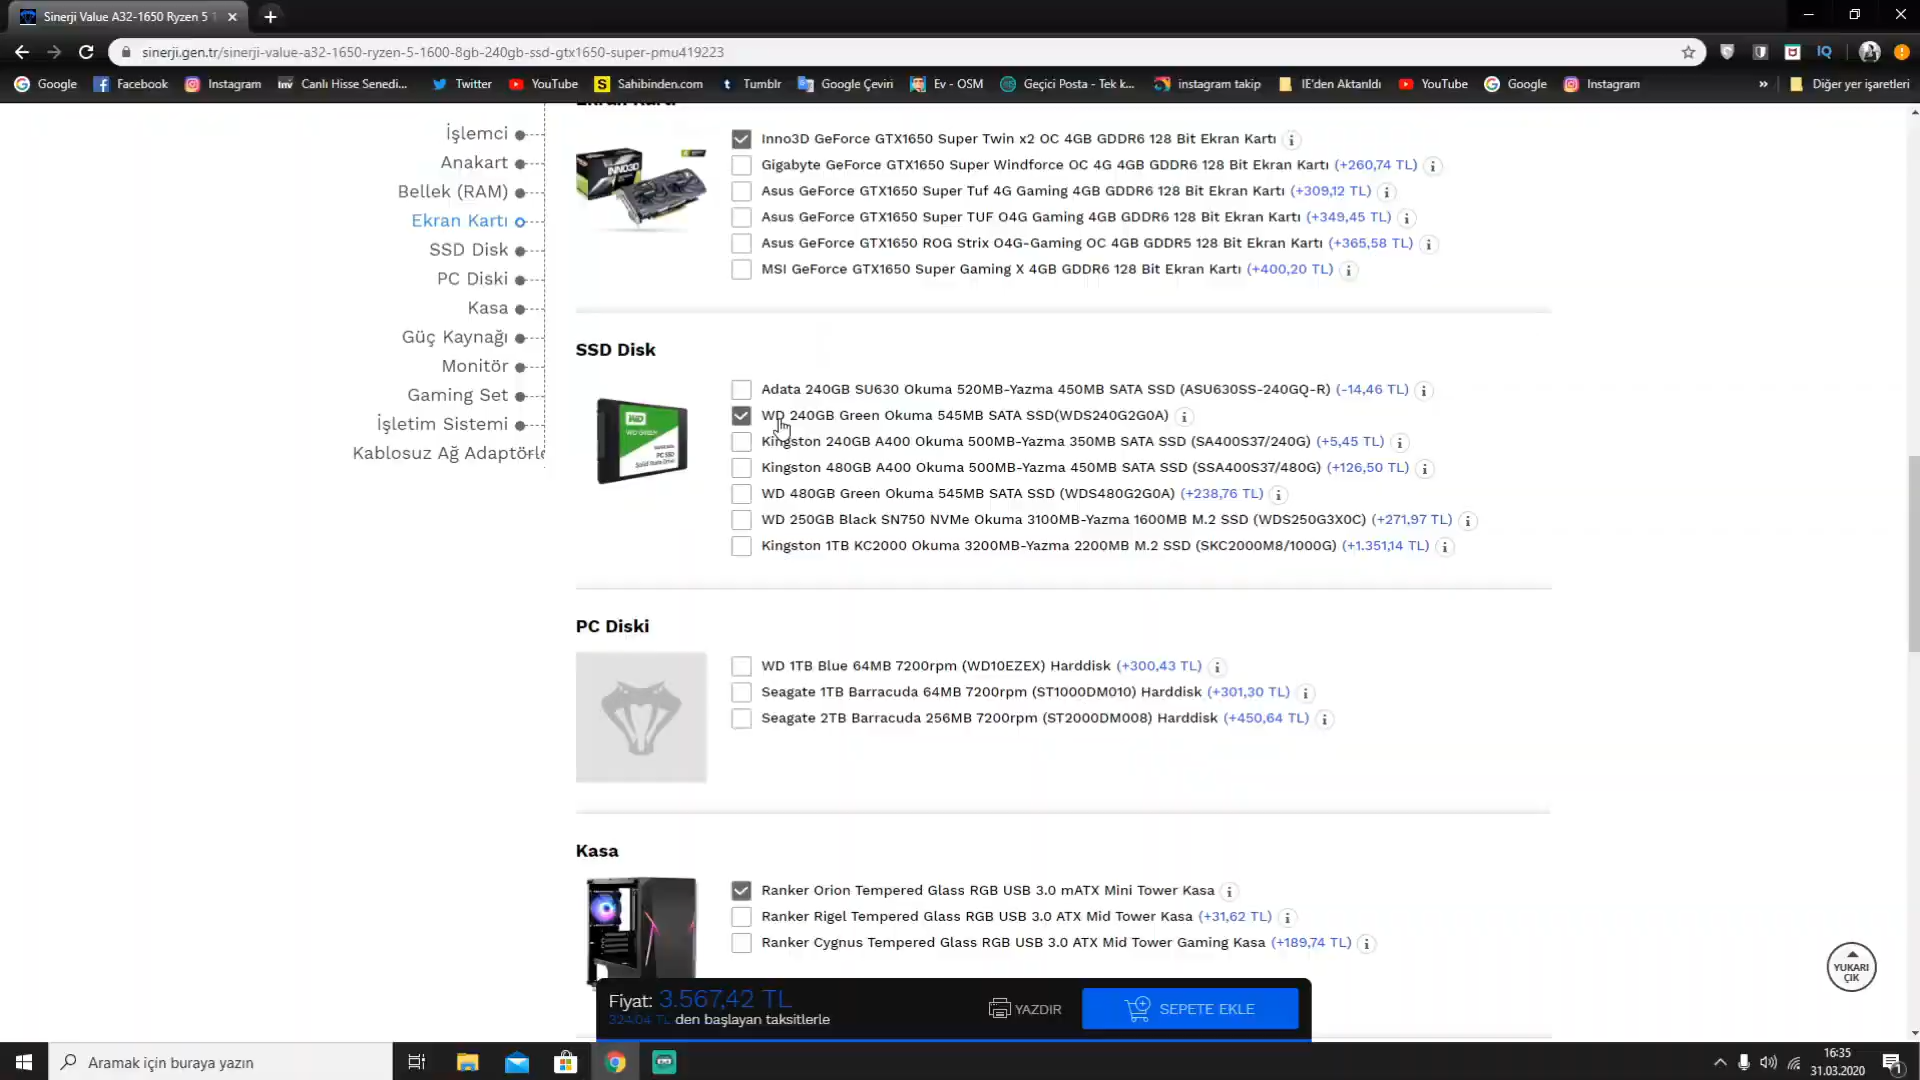 Sinerji Value A32-1650 Ryzen 5 1
sinerji.gen.tr/sinerji-value-a32-1650-ryzen-5-1600-8gb-240gb-ssd-gtx1650-super-pmu419223
IQ
Google
Facebook
Instagram
inv Canlı Hisse Senedi...
Twitter
YouTube
S Sahibinden.com
t Tumblr
Google Çeviri
Ev - OSM
Geçici Posta - Tek k...
instagram takip
IE'den Aktarıldı
YouTube
Google
Instagram
»
Diğer yer işaretleri
İşlemci
Anakart
Bellek (RAM)
Ekran Kartı
SSD Disk
PC Diski
Kasa
Güç Kaynağı
Monitör
Gaming Set
İşletim Sistemi
Kablosuz Ağ Adaptörle
Ekran Kartı
INNO3D
Inno3D GeForce GTX1650 Super Twin x2 OC 4GB GDDR6 128 Bit Ekran Kartı
Gigabyte GeForce GTX1650 Super Windforce OC 4G 4GB GDDR6 128 Bit Ekran Kartı (+260,74 TL)
Asus GeForce GTX1650 Super Tuf 4G Gaming 4GB GDDR6 128 Bit Ekran Kartı (+309,12 TL)
Asus GeForce GTX1650 Super TUF O4G Gaming 4GB GDDR6 128 Bit Ekran Kartı (+349,45 TL)
Asus GeForce GTX1650 ROG Strix O4G-Gaming OC 4GB GDDR5 128 Bit Ekran Kartı (+365,58 TL)
MSI GeForce GTX1650 Super Gaming X 4GB GDDR6 128 Bit Ekran Kartı (+400,20 TL)
SSD Disk
WD
WD GREEN
PC SSD
Solid State Drive
Adata 240GB SU630 Okuma 520MB-Yazma 450MB SATA SSD (ASU630SS-240GQ-R) (-14,46 TL)
WD 240GB Green Okuma 545MB SATA SSD(WDS240G2G0A)
Kingston 240GB A400 Okuma 500MB-Yazma 350MB SATA SSD (SA400S37/240G) (+5,45 TL)
Kingston 480GB A400 Okuma 500MB-Yazma 450MB SATA SSD (SSA400S37/480G) (+126,50 TL)
WD 480GB Green Okuma 545MB SATA SSD (WDS480G2G0A) (+238,76 TL)
WD 250GB Black SN750 NVMe Okuma 3100MB-Yazma 1600MB M.2 SSD (WDS250G3X0C) (+271,97 TL)
Kingston 1TB KC2000 Okuma 3200MB-Yazma 2200MB M.2 SSD (SKC2000M8/1000G) (+1.351,14 TL)
PC Diski
WD 1TB Blue 64MB 7200rpm (WD10EZEX) Harddisk (+300,43 TL)
Seagate 1TB Barracuda 64MB 7200rpm (ST1000DM010) Harddisk (+301,30 TL)
Seagate 2TB Barracuda 256MB 7200rpm (ST2000DM008) Harddisk (+450,64 TL)
Kasa
Ranker Orion Tempered Glass RGB USB 3.0 mATX Mini Tower Kasa
Ranker Rigel Tempered Glass RGB USB 3.0 ATX Mid Tower Kasa (+31,62 TL)
Ranker Cygnus Tempered Glass RGB USB 3.0 ATX Mid Tower Gaming Kasa (+189,74 TL)
YUKARI
ÇIK
Fiyat: 3.567,42 TL
324,04 TL den başlayan taksitlerle
YAZDIR
SEPETE EKLE
Aramak için buraya yazın
16:35
31.03.2020
1